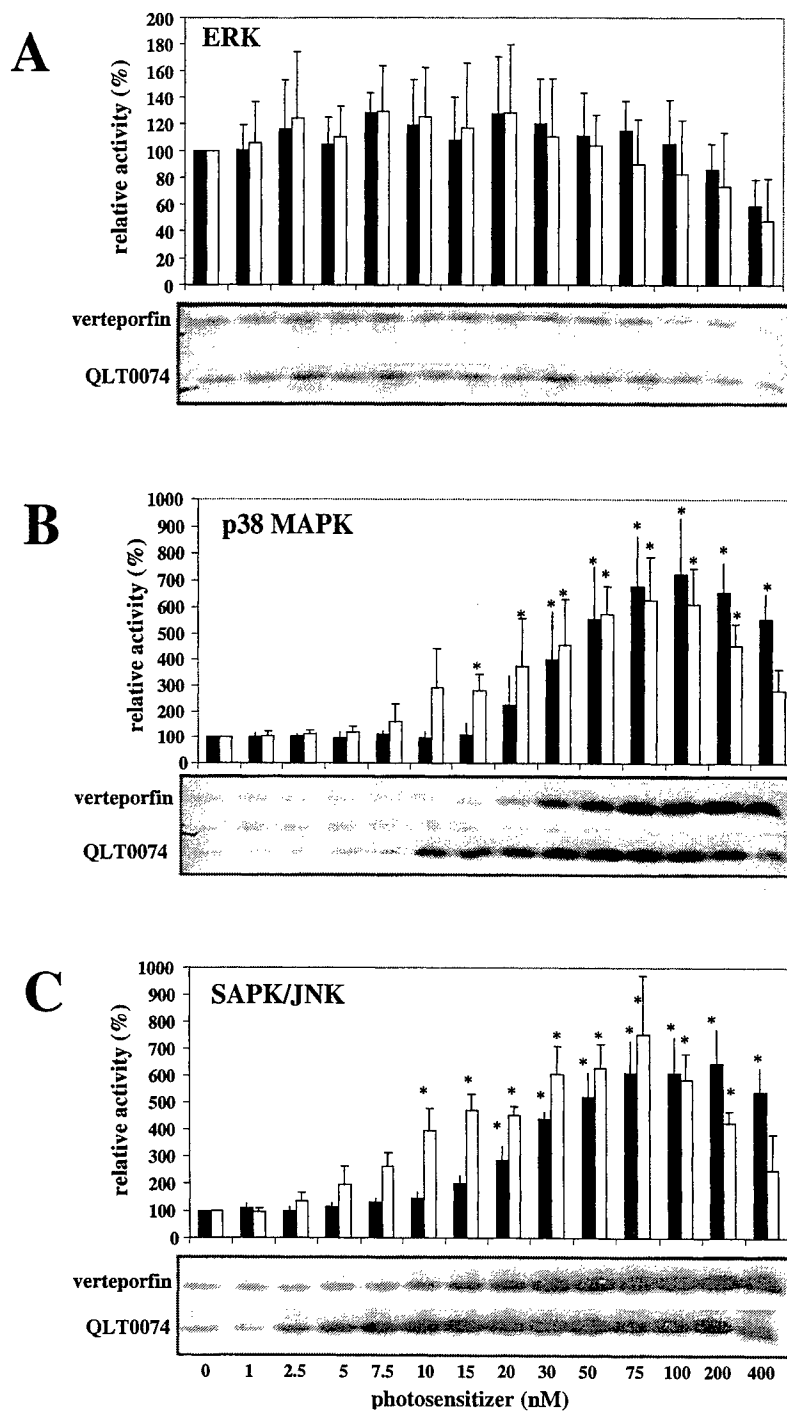 A
ERK
relative activity (%)
200
180
160
140
120
100
80
60
40
20
0
verteporfin
QLT0074
B
p38 MAPK
relative activity (%)
1000
900
800
700
600
500
400
300
200
100
0
* * * * * * * * * * * * *
verteporfin
QLT0074
C
SAPK/JNK
relative activity (%)
1000
900
800
700
600
500
400
300
200
100
0
* * * * * * * * * * * * * * *
verteporfin
QLT0074
0 1 2.5 5 7.5 10 15 20 30 50 75 100 200 400
photosensitizer (nM)